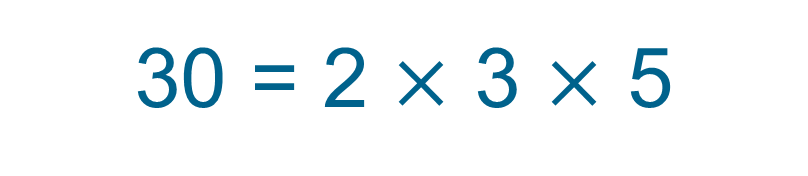 30 = 2 × 3 × 5